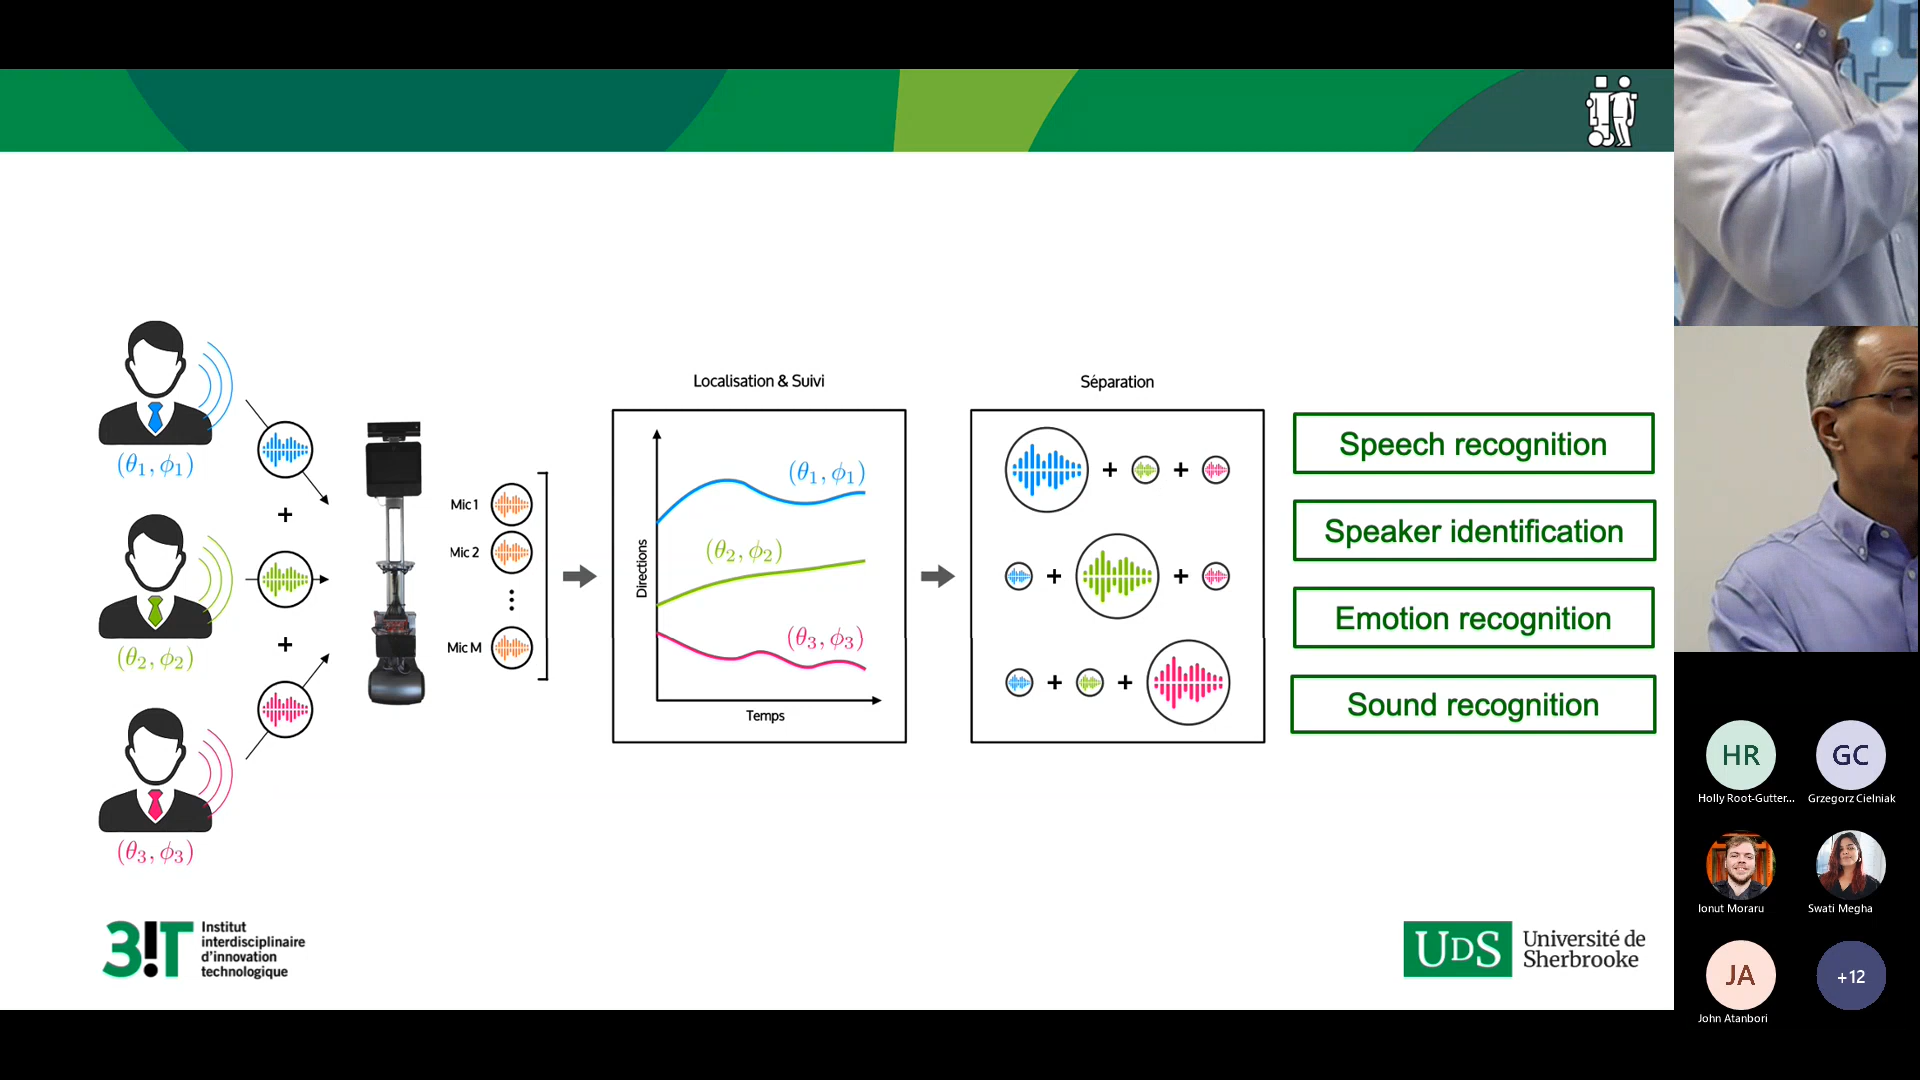 (θ₁, ϕ₁)
+
(θ₂, ϕ₂)
+
(θ₃, ϕ₃)
Mic 1
Mic 2
⋮
Mic M
Localisation & Suivi
Directions
(θ₁, ϕ₁)
(θ₂, ϕ₂)
(θ₃, ϕ₃)
Temps
Séparation
+ +
+ +
+ +
Speech recognition
Speaker identification
Emotion recognition
Sound recognition
3!T
Institut
interdisciplinaire
d'innovation
technologique
UDS
Université de
Sherbrooke
HR
Holly Root-Gutter...
GC
Grzegorz Cielniak
Ionut Moraru
Swati Megha
JA
John Atanbori
+12